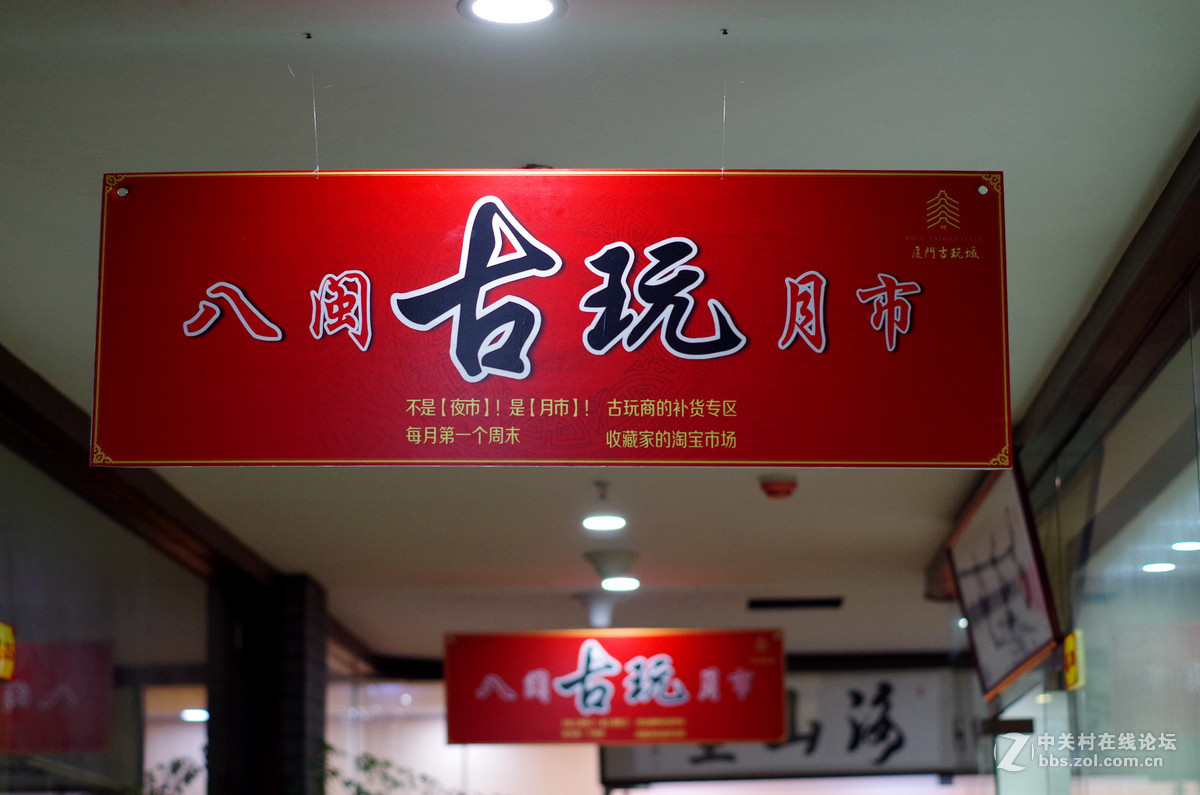 厦門古玩城
八闽古玩月市
不是【夜市】！是【月市】！ 古玩商的补货专区
每月第一个周末 收藏家的淘宝市场
八闽古玩月市
山海
中关村在线论坛
bbs.zol.com.cn